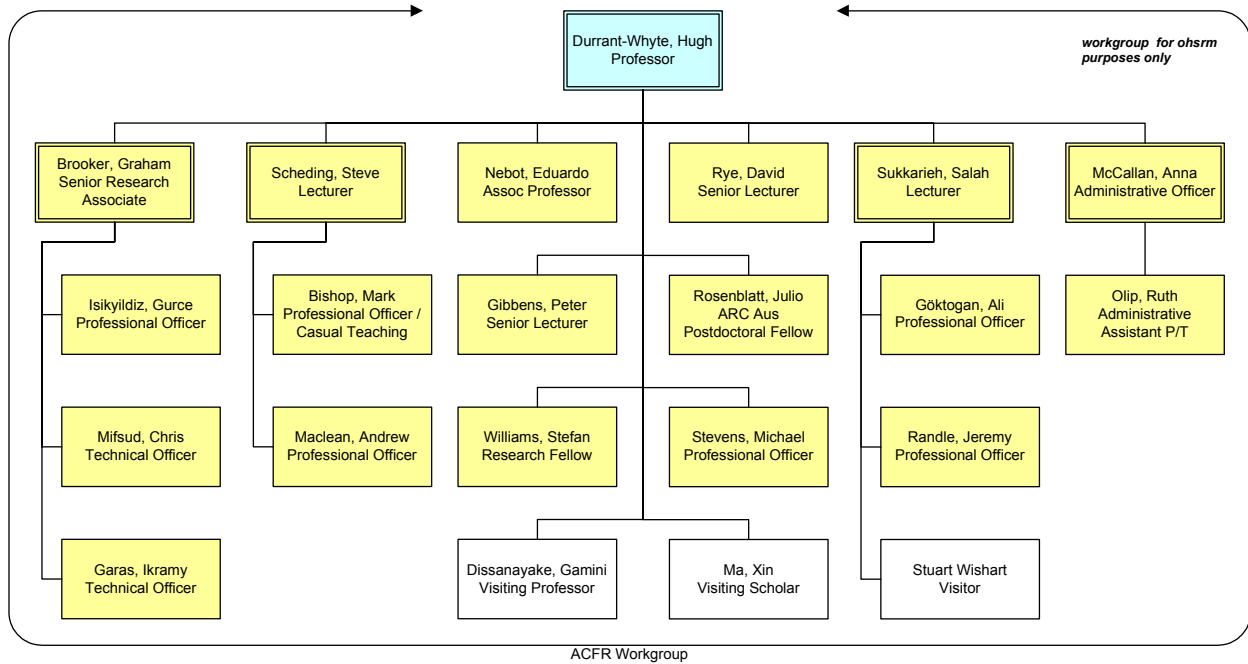 Durrant-Whyte, Hugh
Professor
workgroup for ohsrm
purposes only
Brooker, Graham
Senior Research
Associate
Scheding, Steve
Lecturer
Nebot, Eduardo
Assoc Professor
Rye, David
Senior Lecturer
Sukkarieh, Salah
Lecturer
McCallan, Anna
Administrative Officer
Isikyildiz, Gurce
Professional Officer
Bishop, Mark
Professional Officer /
Casual Teaching
Gibbens, Peter
Senior Lecturer
Rosenblatt, Julio
ARC Aus
Postdoctoral Fellow
Göktogan, Ali
Professional Officer
Olip, Ruth
Administrative
Assistant P/T
Mifsud, Chris
Technical Officer
Maclean, Andrew
Professional Officer
Williams, Stefan
Research Fellow
Stevens, Michael
Professional Officer
Randle, Jeremy
Professional Officer
Garas, Ikramy
Technical Officer
Dissanayake, Gamini
Visiting Professor
Ma, Xin
Visiting Scholar
Stuart Wishart
Visitor
ACFR Workgroup